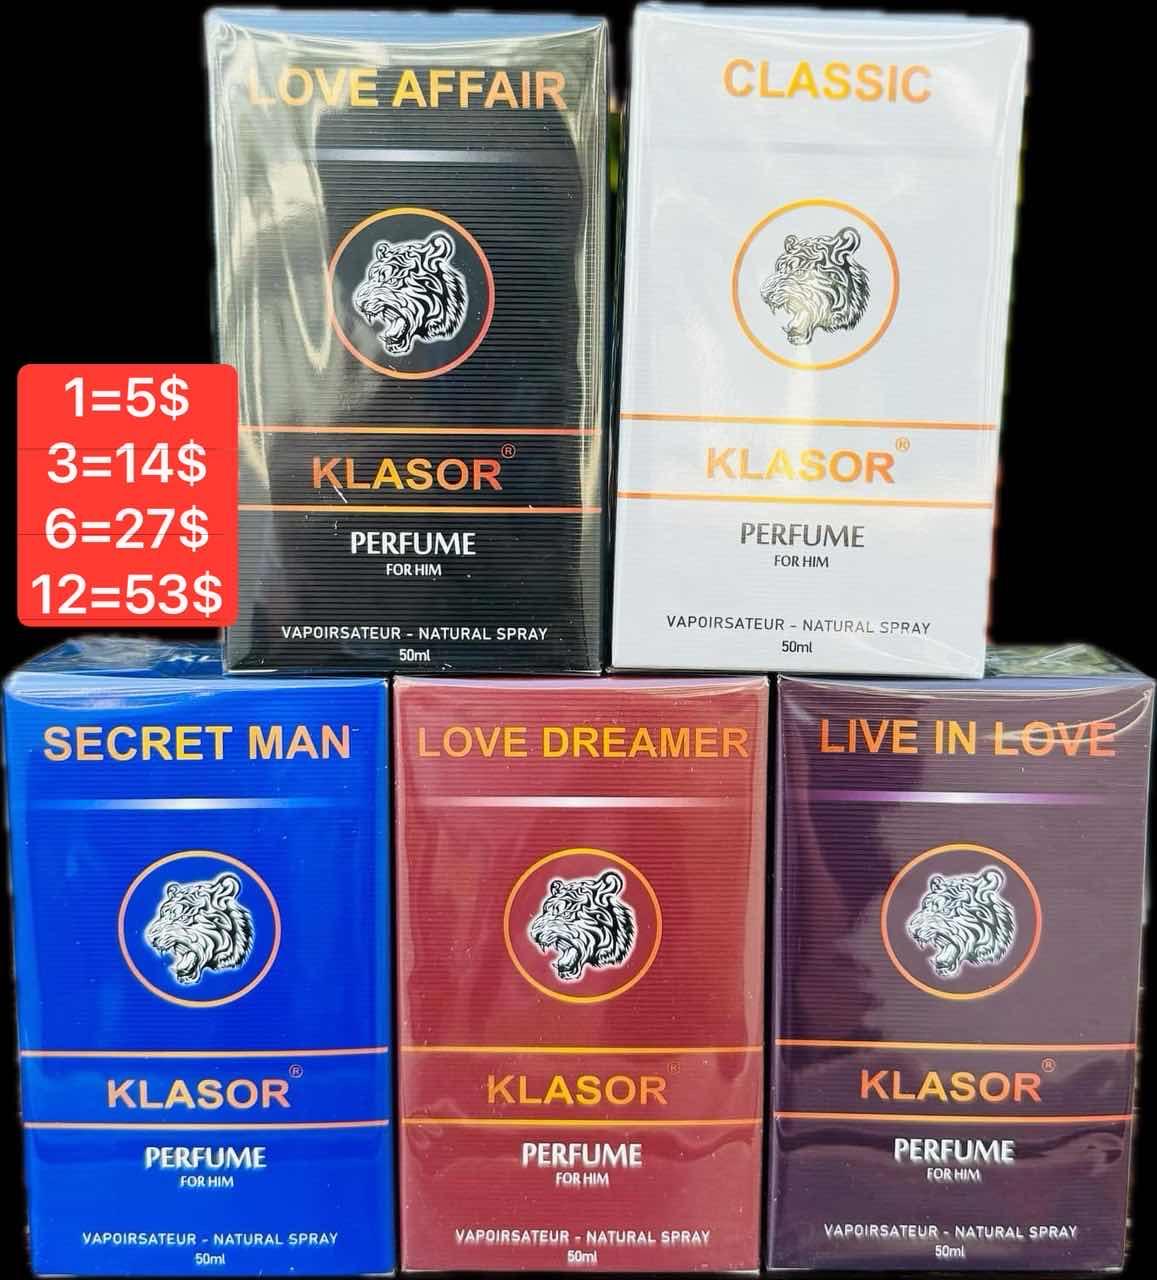 LOVE AFFAIR
KLASOR®
PERFUME
FOR HIM
VAPOIRSATEUR - NATURAL SPRAY
50ml
CLASSIC
KLASOR®
PERFUME
FOR HIM
VAPOIRSATEUR - NATURAL SPRAY
50ml
1=5$
3=14$
6=27$
12=53$
SECRET MAN
KLASOR®
PERFUME
FOR HIM
VAPOIRSATEUR - NATURAL SPRAY
50ml
LOVE DREAMER
KLASOR®
PERFUME
FOR HIM
VAPOIRSATEUR - NATURAL SPRAY
50ml
LIVE IN LOVE
KLASOR®
PERFUME
FOR HIM
VAPOIRSATEUR - NATURAL SPRAY
50ml